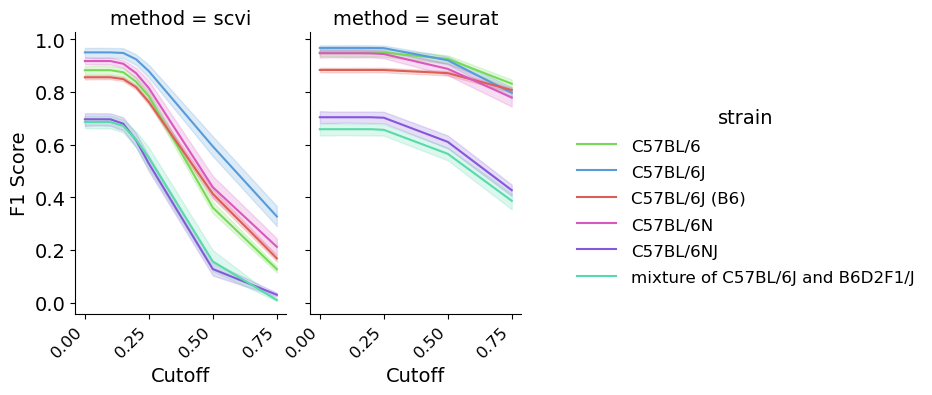 method = scvi
method = seurat
F1 Score
1.0
0.8
0.6
0.4
0.2
0.0
0.00
0.25
0.50
0.75
Cutoff
0.00
0.25
0.50
0.75
Cutoff
strain
C57BL/6
C57BL/6J
C57BL/6J (B6)
C57BL/6N
C57BL/6NJ
mixture of C57BL/6J and B6D2F1/J